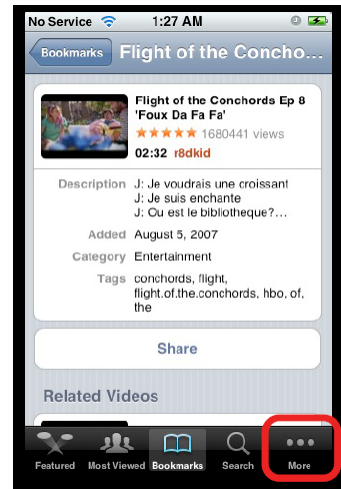 No Service 1:27 AM
Bookmarks Flight of the Concho...
Flight of the Conchords Ep 8
'Foux Da Fa Fa'
1680441 views
02:32 r8dkid
Description J: Je voudrais une croissant
J: Je suis enchante
J: Ou est le bibliotheque?...
Added August 5, 2007
Category Entertainment
Tags conchords, flight,
flight.of.the.conchords, hbo, of,
the
Share
Related Videos
Featured Most Viewed Bookmarks Search More